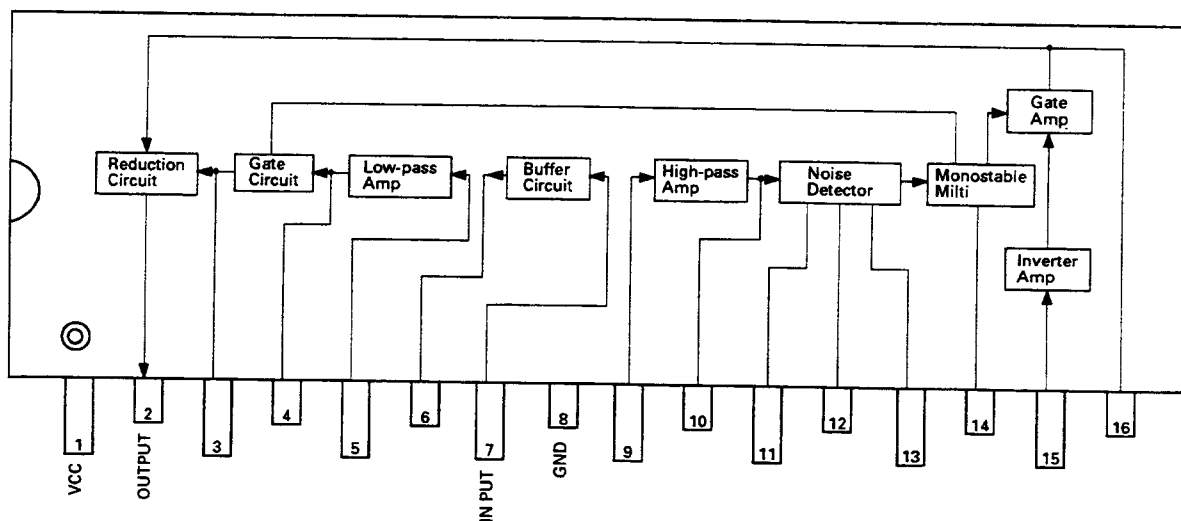 Gate
Amp
Reduction
Circuit
Gate
Circuit
Low-pass
Amp
Buffer
Circuit
High-pass
Amp
Noise
Detector
Monostable
Milti
Inverter
Amp
1
2
3
4
5
6
7
8
9
10
11
12
13
14
15
16
VCC
OUTPUT
IN PUT
GND